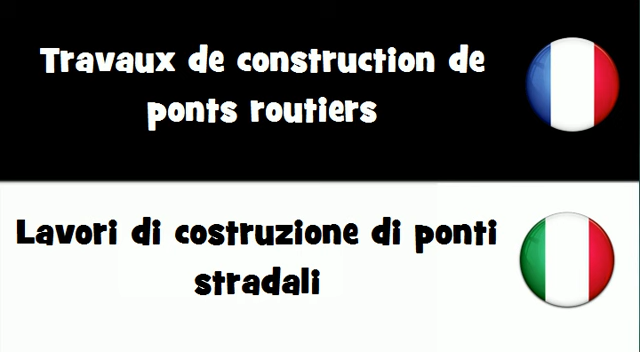 Travaux de construction de
ponts routiers
Lavori di costruzione di ponti
stradali